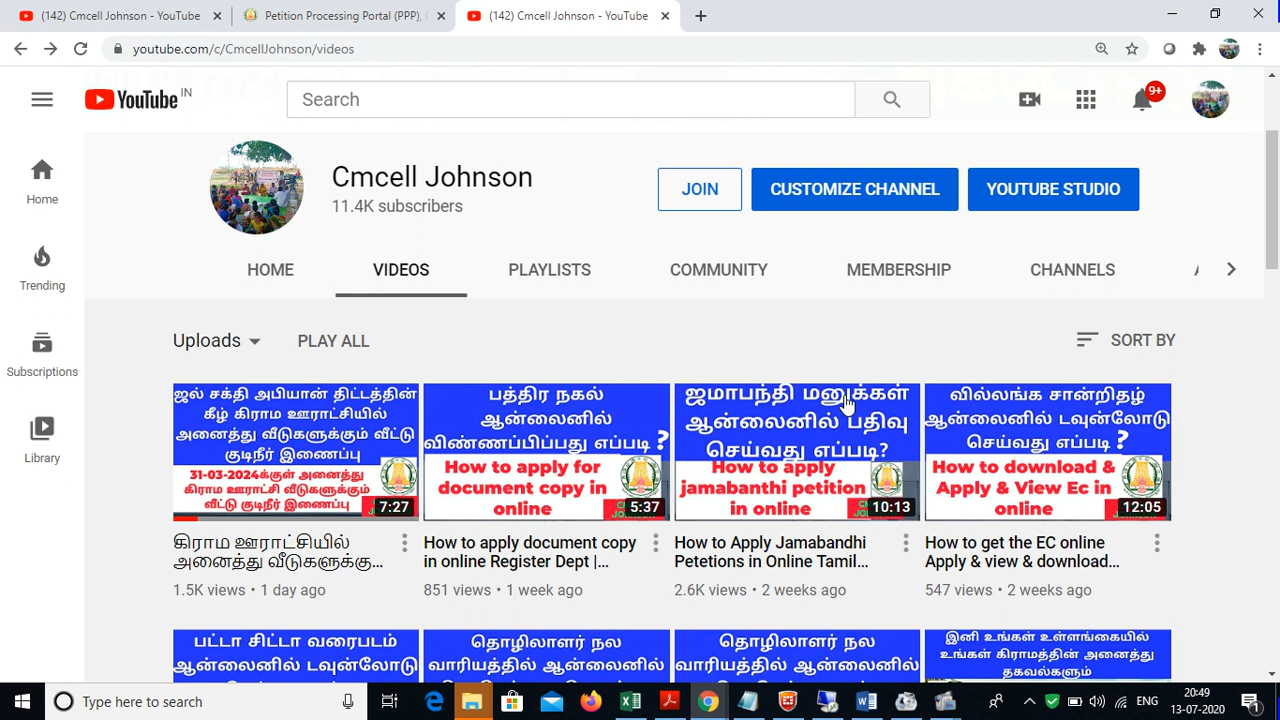 (142) Cmcell Johnson - YouTube
Petition Processing Portal (PPP),
(142) Cmcell Johnson - YouTube
youtube.com/c/CmcellJohnson/videos
YouTube IN
Search
9+
Cmcell Johnson
11.4K subscribers
JOIN
CUSTOMIZE CHANNEL
YOUTUBE STUDIO
Home
Trending
Subscriptions
Library
HOME
VIDEOS
PLAYLISTS
COMMUNITY
MEMBERSHIP
CHANNELS
Uploads
PLAY ALL
SORT BY
ஜல் சக்தி அபியான் திட்டத்தின்
கீழ் கிராம ஊராட்சியில்
அனைத்து வீடுகளுக்கும் வீட்டு
குடிநீர் இணைப்பு
31-03-2024க்குள் அனைத்து
கிராம ஊராட்சி வீடுகளுக்கும்
வீட்டு குடிநீர் இணைப்பு
7:27
கிராம ஊராட்சியில்
அனைத்து வீடுகளுக்கு...
1.5K views • 1 day ago
பத்திர நகல்
ஆன்லைனில்
விண்ணப்பிப்பது எப்படி ?
How to apply for
document copy in
online
5:37
How to apply document copy
in online Register Dept |...
851 views • 1 week ago
ஜமாபந்தி மனுக்கள்
ஆன்லைனில் பதிவு
செய்வது எப்படி?
How to apply
jamabanthi petition
in online
10:13
How to Apply Jamabandhi
Petetions in Online Tamil...
2.6K views • 2 weeks ago
வில்லங்க சான்றிதழ்
ஆன்லைனில் டவுன்லோடு
செய்வது எப்படி ?
How to download &
Apply & View Ec in
online
12:05
How to get the EC online
Apply & view & download...
547 views • 2 weeks ago
பட்டா சிட்டா வரைபடம்
ஆன்லைனில் டவுன்லோடு
தொழிலாளர் நல
வாரியத்தில் ஆன்லைனில்
தொழிலாளர் நல
வாரியத்தில் ஆன்லைனில்
இனி உங்கள் உள்ளங்கையில்
உங்கள் கிராமத்தின் அனைத்து
தகவல்களும்
Type here to search
ENG
20:49
13-07-2020
1